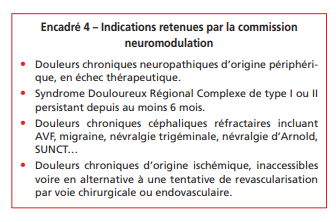 Encadré 4 – Indications retenues par la commission
neuromodulation
• Douleurs chroniques neuropathiques d’origine périphéri-
que, en échec thérapeutique.
• Syndrome Douloureux Régional Complexe de type I ou II
persistant depuis au moins 6 mois.
• Douleurs chroniques céphaliques réfractaires incluant
AVF, migraine, névralgie trigéminale, névralgie d’Arnold,
SUNCT…
• Douleurs chroniques d’origine ischémique, inaccessibles
voire en alternative à une tentative de revascularisation
par voie chirurgicale ou endovasculaire.